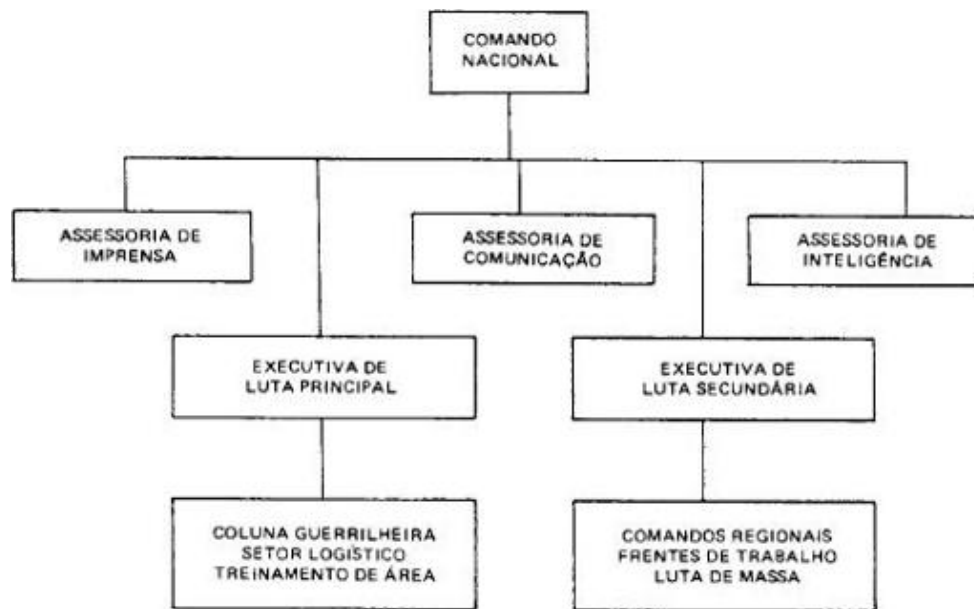 COMANDO
NACIONAL
ASSESSORIA DE
IMPRENSA
ASSESSORIA DE
COMUNICAÇÃO
ASSESSORIA DE
INTELIGÊNCIA
EXECUTIVA DE
LUTA PRINCIPAL
EXECUTIVA DE
LUTA SECUNDÁRIA
COLUNA GUERRILHEIRA
SETOR LOGÍSTICO
TREINAMENTO DE ÁREA
COMANDOS REGIONAIS
FRENTES DE TRABALHO
LUTA DE MASSA